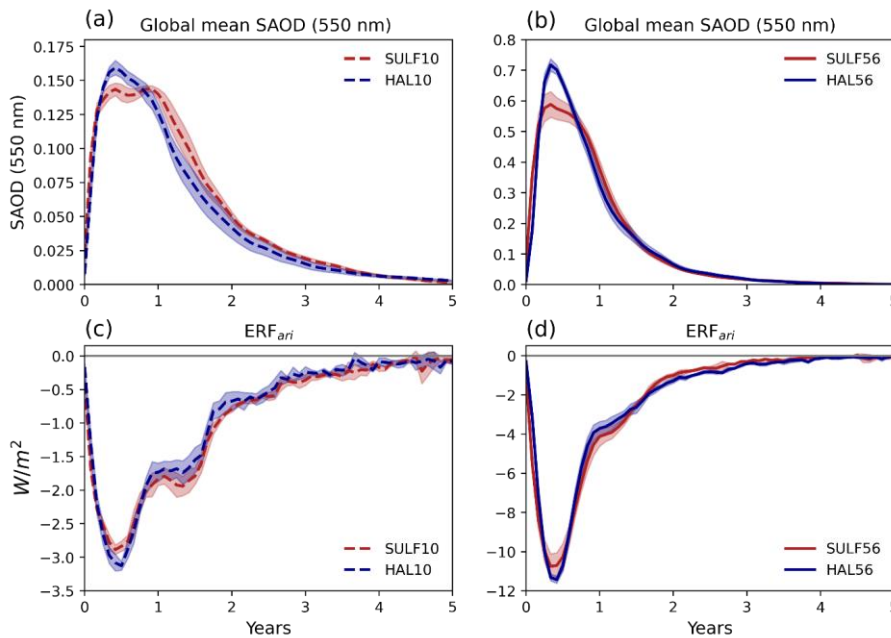 (a) Global mean SAOD (550 nm)
SAOD (550 nm)
0.175
0.150
0.125
0.100
0.075
0.050
0.025
0.000
0 1 2 3 4 5
SULF10
HAL10
(b) Global mean SAOD (550 nm)
0.8
0.7
0.6
0.5
0.4
0.3
0.2
0.1
0.0
0 1 2 3 4 5
SULF56
HAL56
(c) ERFari
W/m²
0.0
−0.5
−1.0
−1.5
−2.0
−2.5
−3.0
−3.5
0 1 2 3 4 5
Years
SULF10
HAL10
(d) ERFari
0
−2
−4
−6
−8
−10
−12
0 1 2 3 4 5
Years
SULF56
HAL56